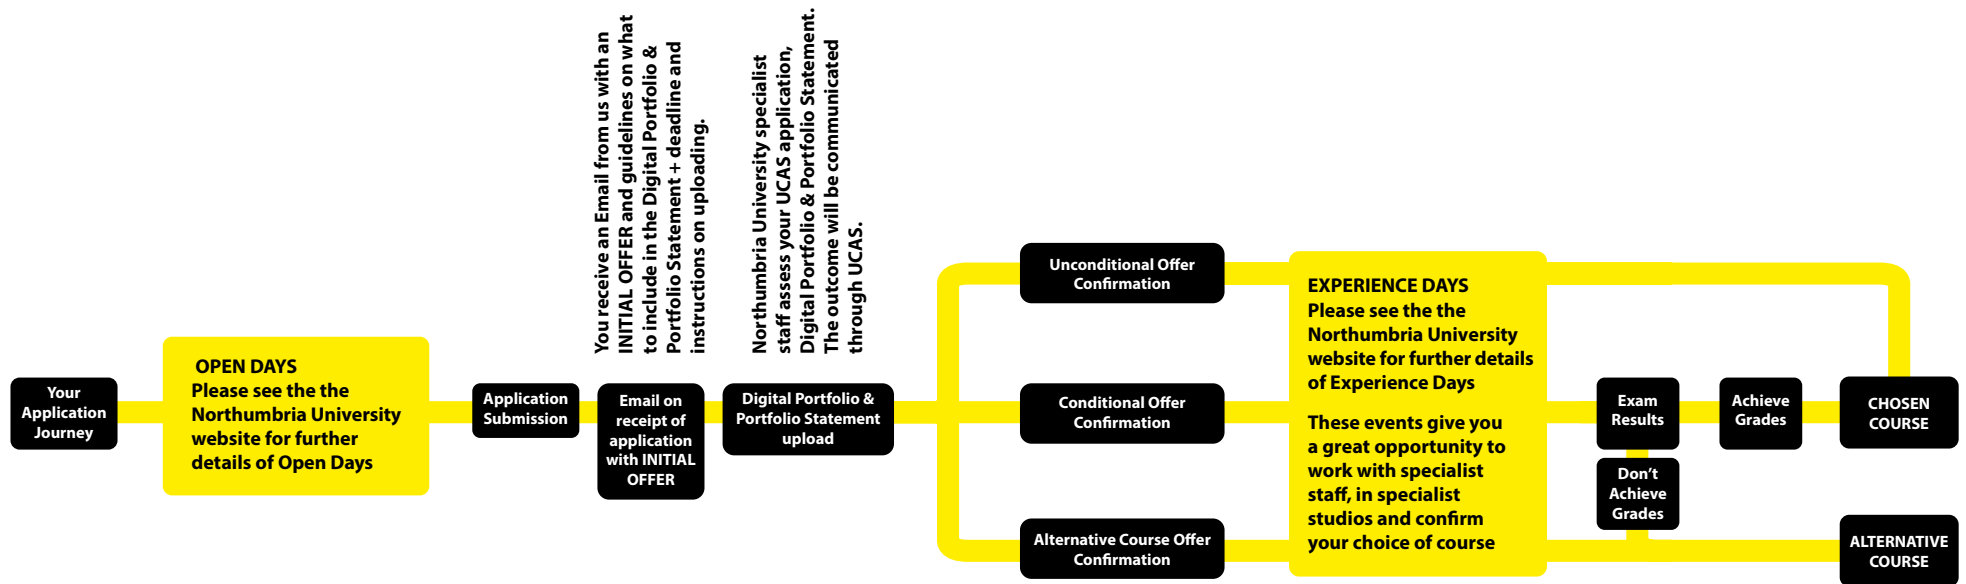 Your
Application
Journey
OPEN DAYS
Please see the the
Northumbria University
website for further
details of Open Days
Application
Submission
You receive an Email from us with an
INITIAL OFFER and guidelines on what
to include in the Digital Portfolio &
Portfolio Statement + deadline and
instructions on uploading.
Email on
receipt of
application
with INITIAL
OFFER
Northumbria University specialist
staff assess your UCAS application,
Digital Portfolio & Portfolio Statement.
The outcome will be communicated
through UCAS.
Digital Portfolio &
Portfolio Statement
upload
Unconditional Offer
Confirmation
Conditional Offer
Confirmation
Alternative Course Offer
Confirmation
EXPERIENCE DAYS
Please see the the
Northumbria University
website for further details
of Experience Days
These events give you
a great opportunity to
work with specialist
staff, in specialist
studios and confirm
your choice of course
Exam
Results
Achieve
Grades
CHOSEN
COURSE
Don't
Achieve
Grades
ALTERNATIVE
COURSE